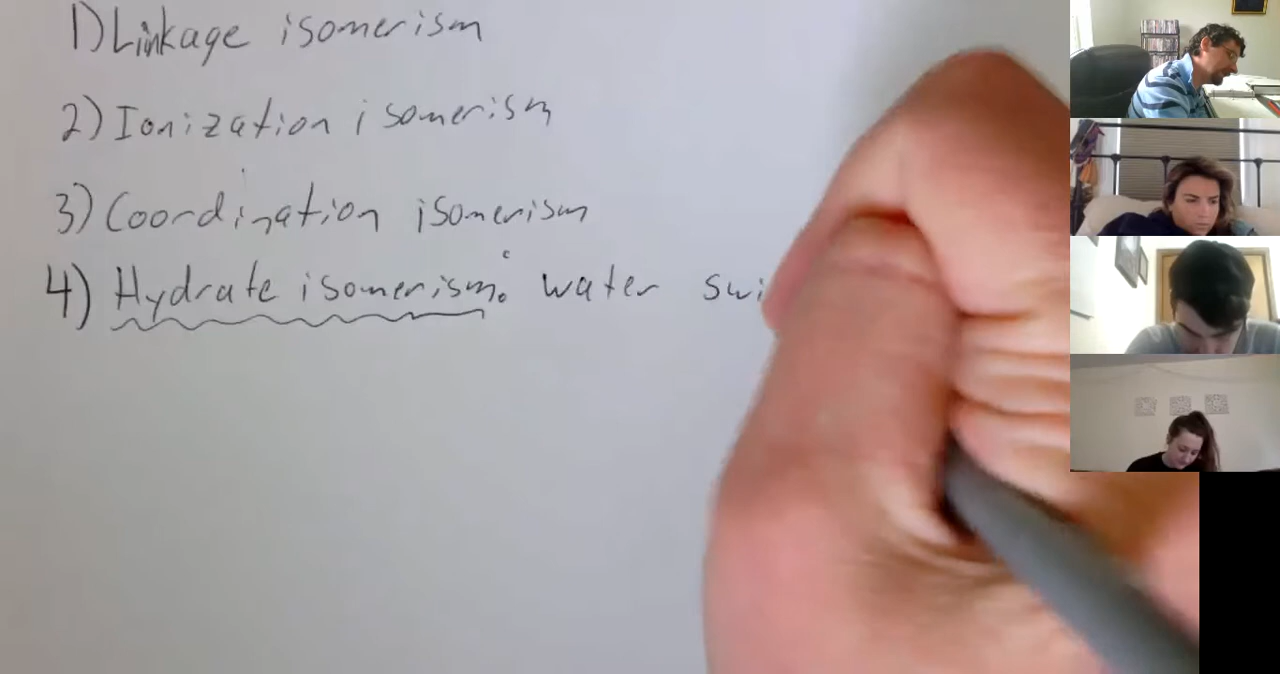 1) Linkage isomerism
2) Ionization isomerism
3) Coordination isomerism
4) Hydrate isomerism: water